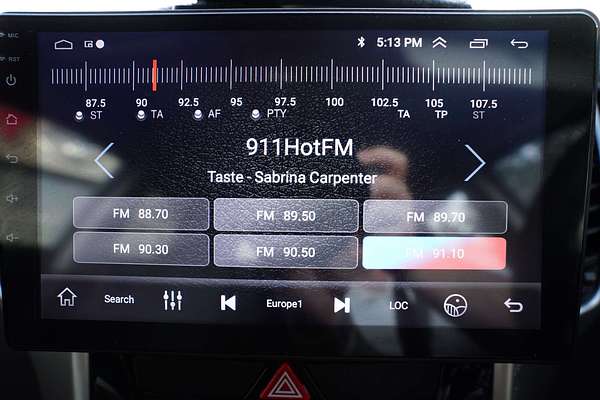 MIC
5:13 PM
RST
87.5 90 92.5 95 97.5 100 102.5 105 107.5
ST TA AF PTY TA TP ST
911HotFM
Taste - Sabrina Carpenter
FM 88.70 FM 89.50 FM 89.70
FM 90.30 FM 90.50 FM 91.10
Search Europe1 LOC